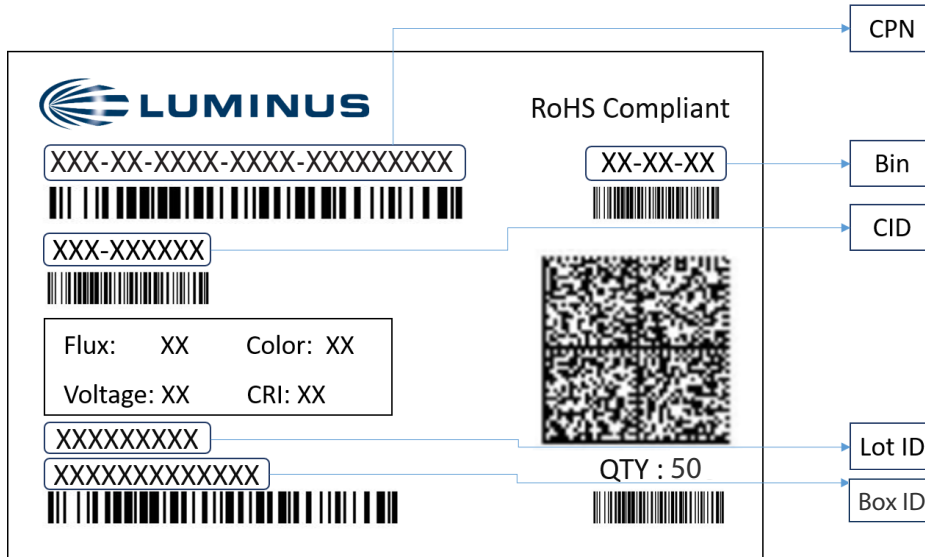 CPN
LUMINUS
RoHS Compliant
XXX-XX-XXXX-XXXX-XXXXXXXXX
XX-XX-XX
Bin
XXX-XXXXXX
CID
Flux: XX Color: XX
Voltage: XX CRI: XX
XXXXXXXXX
Lot ID
XXXXXXXXXXXXX
QTY : 50
Box ID